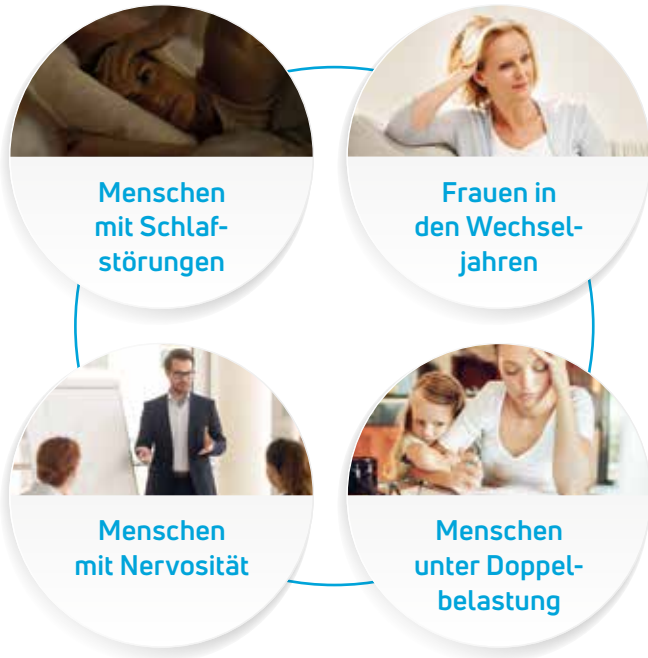 Menschen
mit Schlaf-
störungen
Frauen in
den Wechsel-
jahren
Menschen
mit Nervosität
Menschen
unter Doppel-
belastung